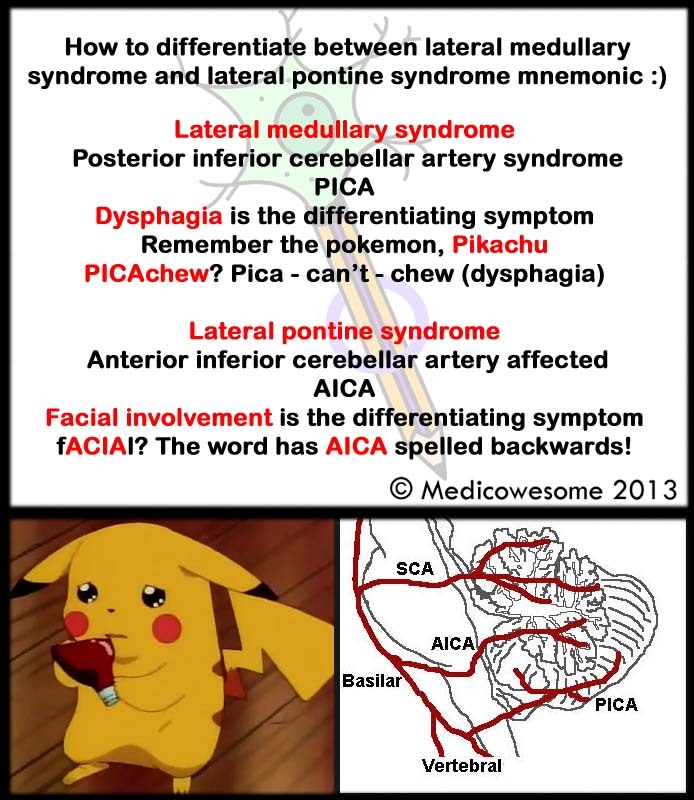 How to differentiate between lateral medullary
syndrome and lateral pontine syndrome mnemonic :)
Lateral medullary syndrome
Posterior inferior cerebellar artery syndrome
PICA
Dysphagia is the differentiating symptom
Remember the pokemon, Pikachu
PICAchew? Pica - can't - chew (dysphagia)
Lateral pontine syndrome
Anterior inferior cerebellar artery affected
AICA
Facial involvement is the differentiating symptom
fACIAl? The word has AICA spelled backwards!
© Medicowesome 2013
SCA
AICA
Basilar
PICA
Vertebral